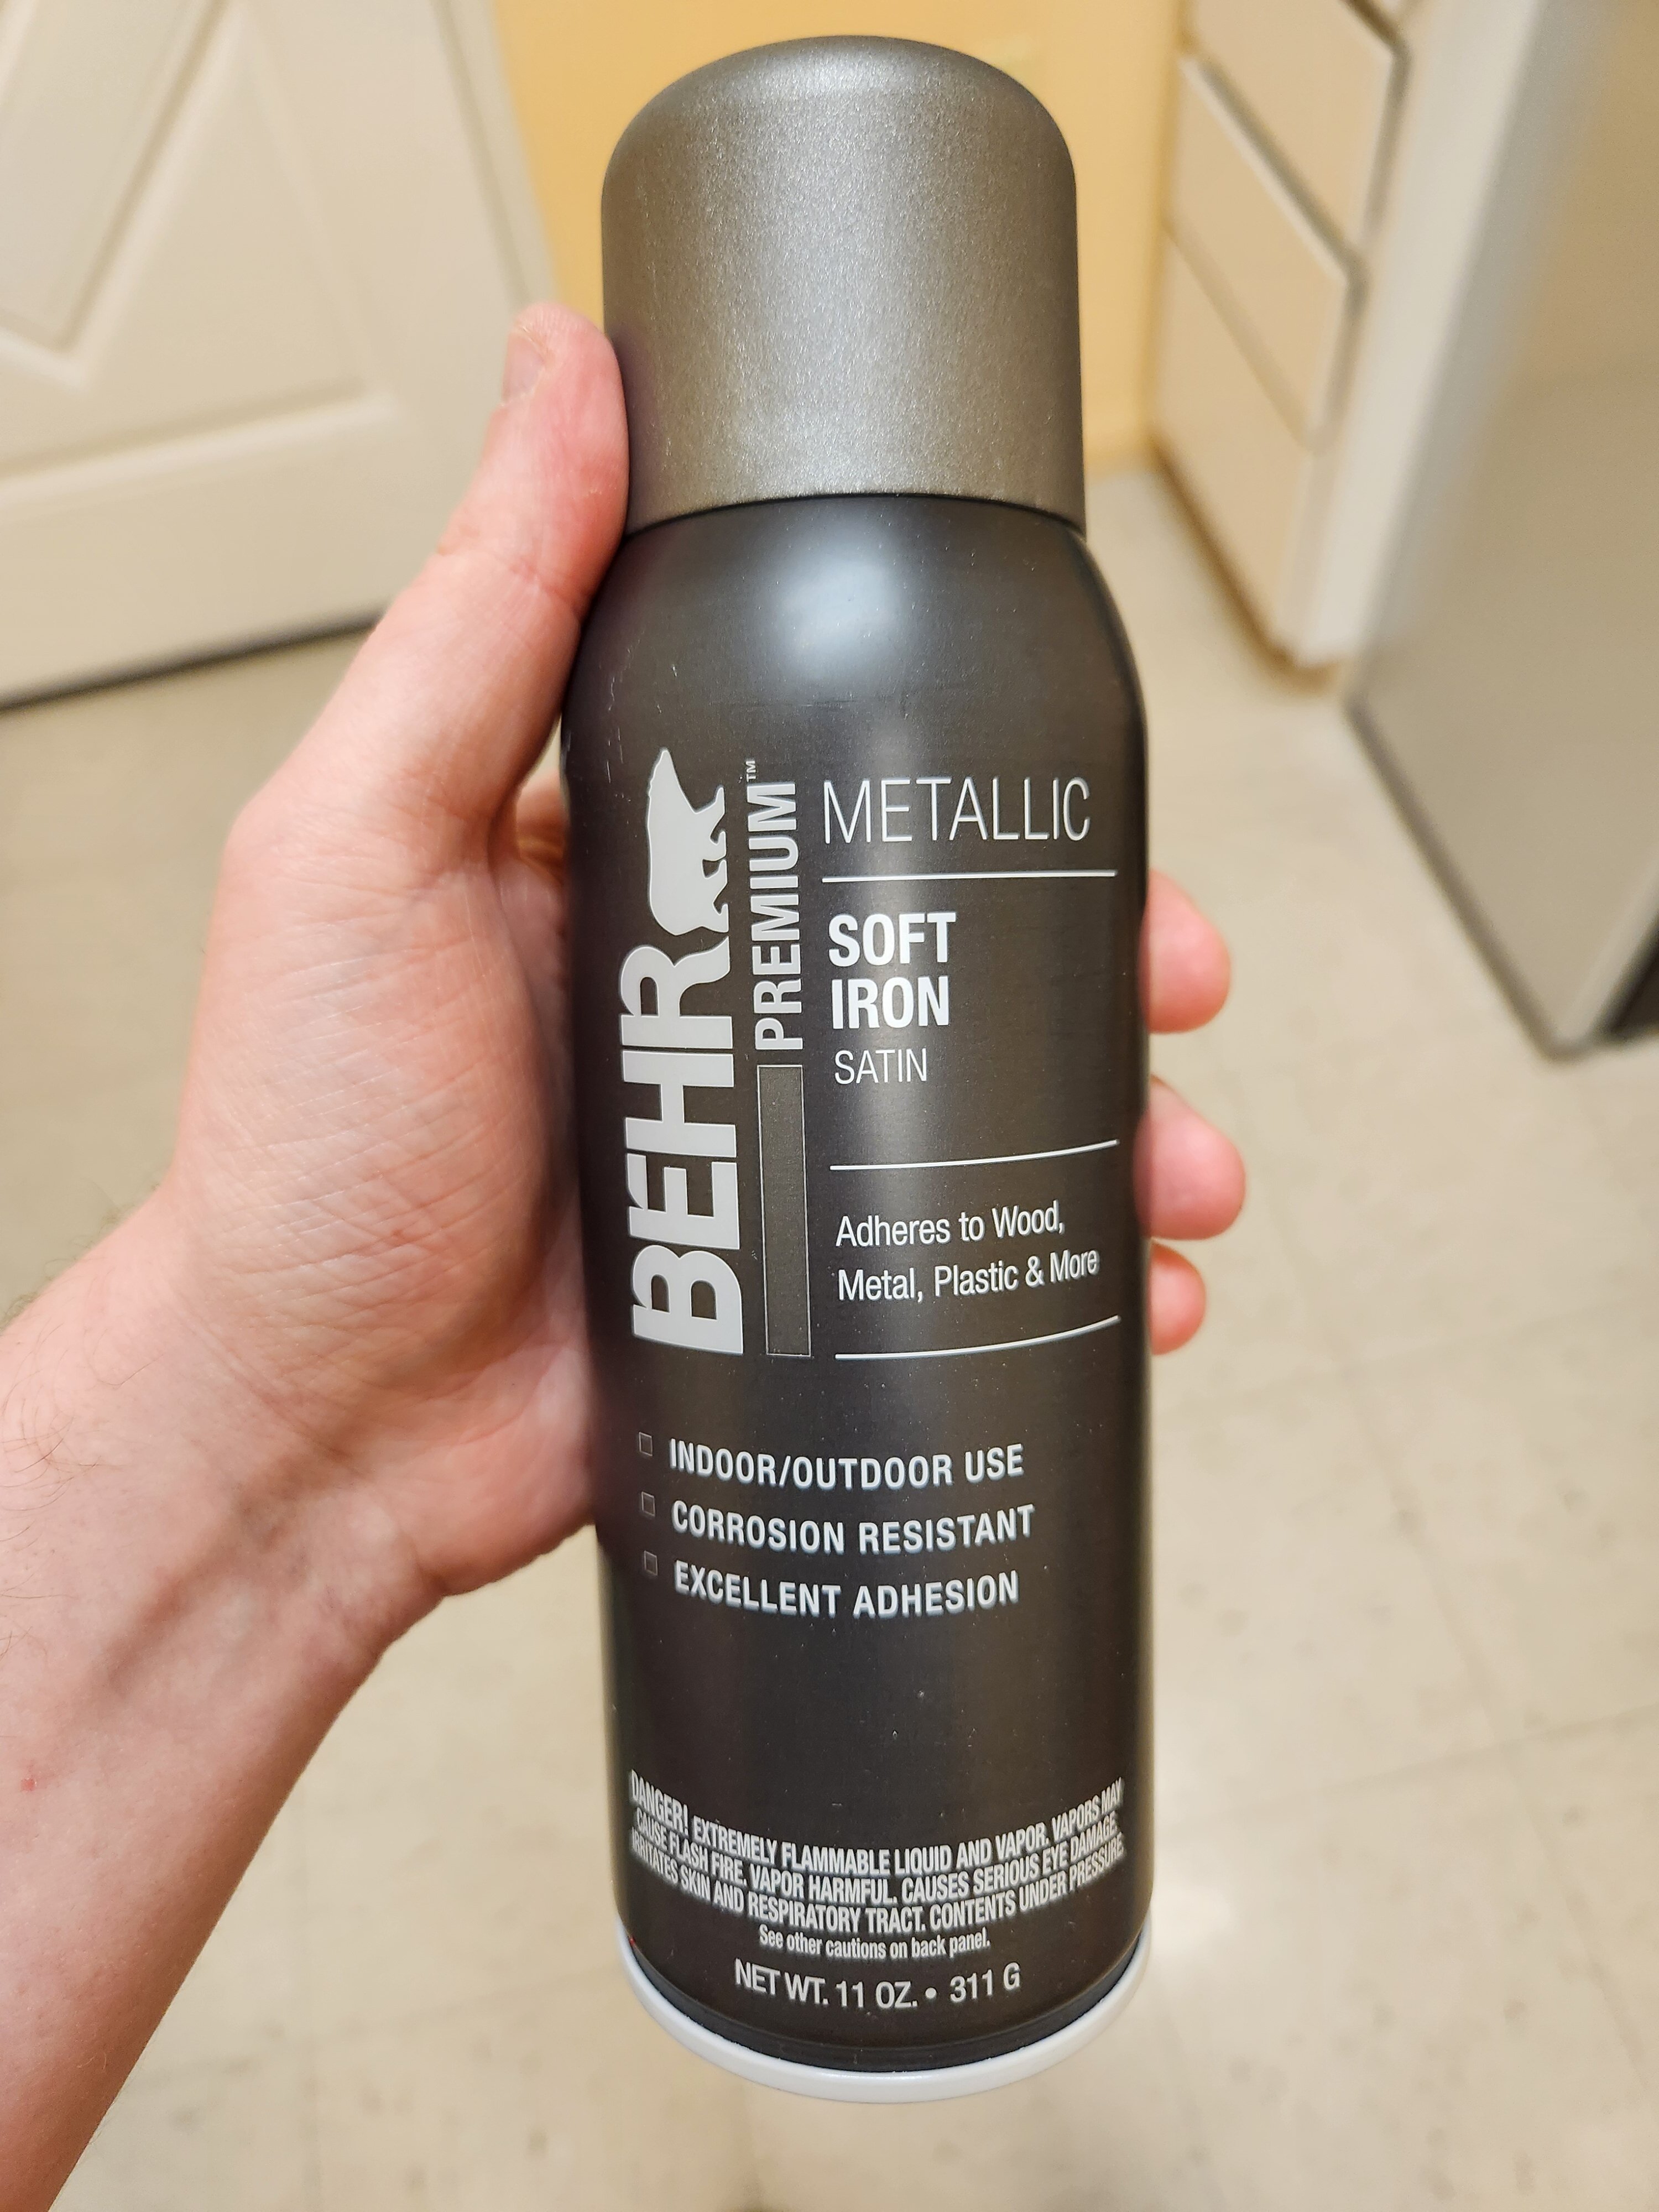 BEHR
PREMIUM™
METALLIC
SOFT
IRON
SATIN
Adheres to Wood,
Metal, Plastic & More
INDOOR/OUTDOOR USE
CORROSION RESISTANT
EXCELLENT ADHESION
DANGER! EXTREMELY FLAMMABLE LIQUID AND VAPOR. VAPORS MAY
CAUSE FLASH FIRE. VAPOR HARMFUL. CAUSES SERIOUS EYE DAMAGE.
IRRITATES SKIN AND RESPIRATORY TRACT. CONTENTS UNDER PRESSURE.
See other cautions on back panel.
NET WT. 11 OZ. • 311 G